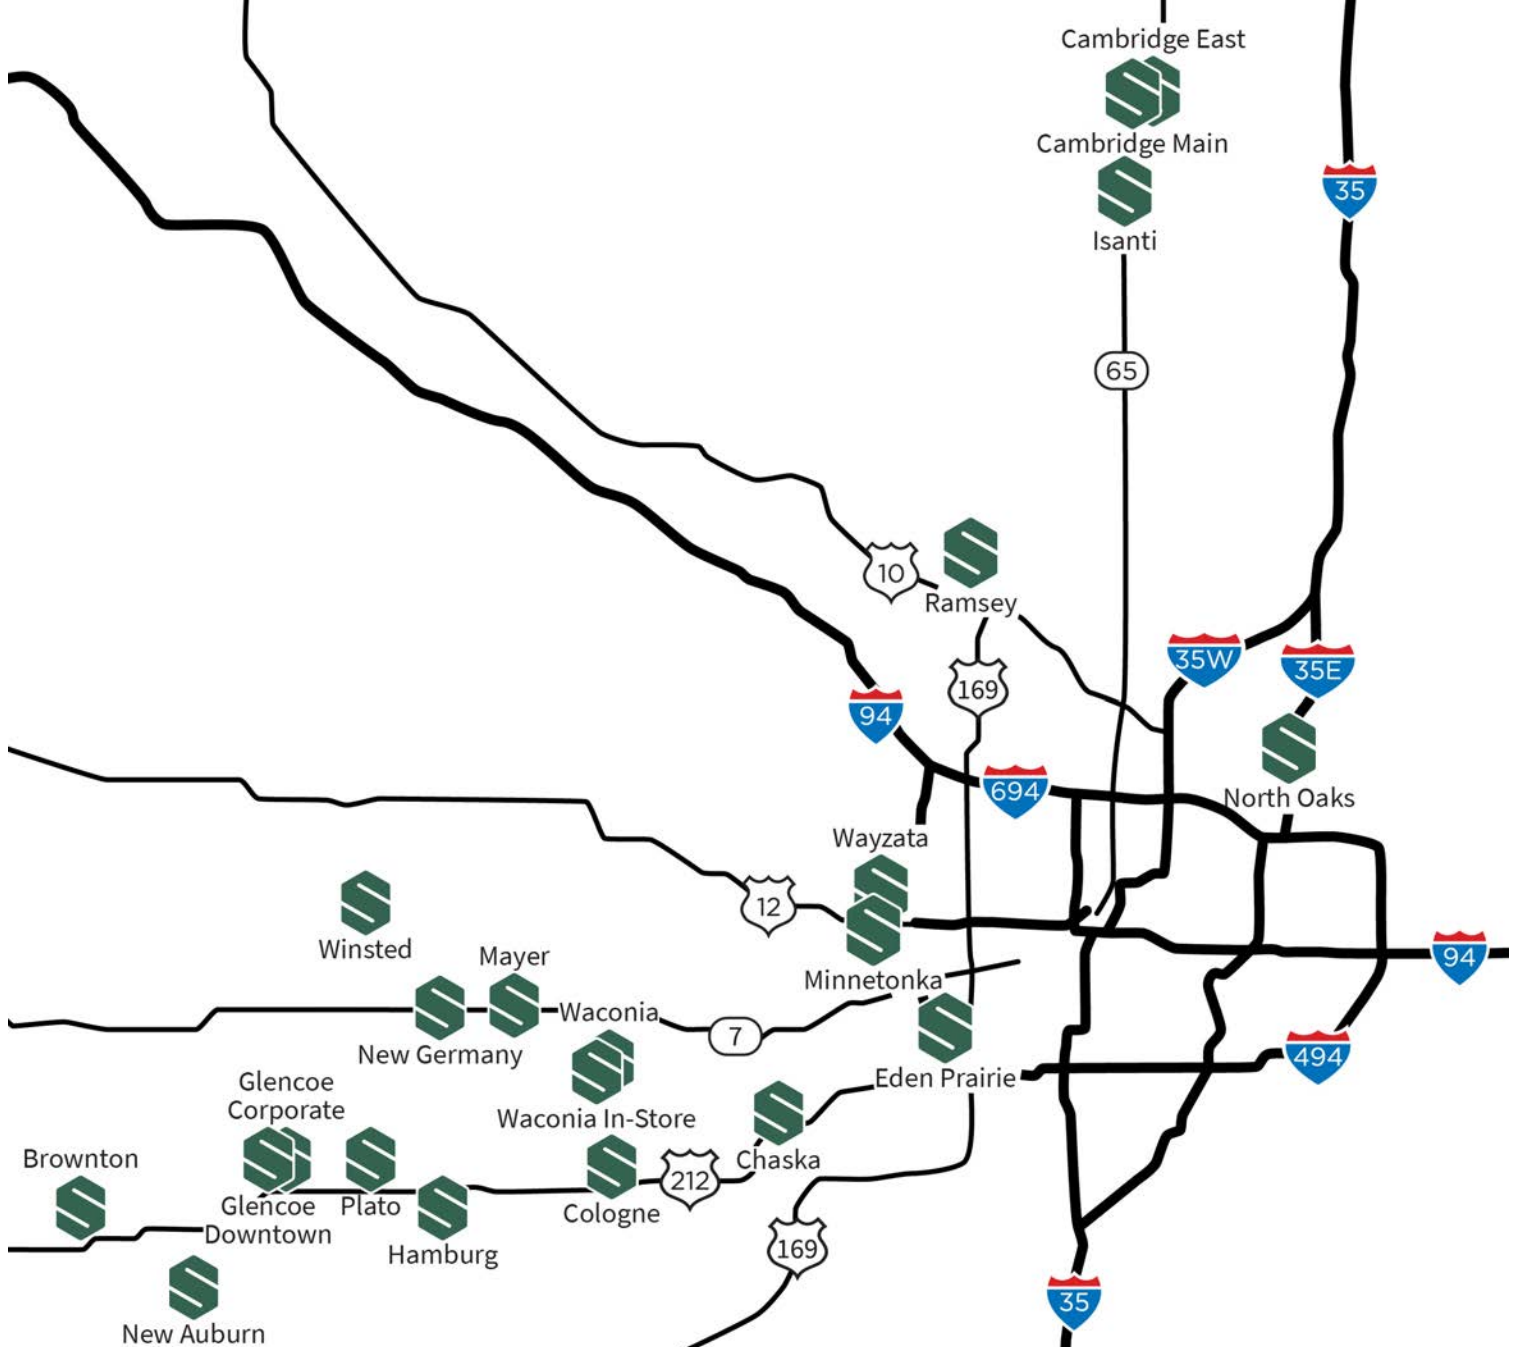 Cambridge East
Cambridge Main
35
Isanti
65
10
Ramsey
35W
35E
169
94
694
North Oaks
Wayzata
12
Winsted
Mayer
94
Minnetonka
New Germany
Waconia
7
494
Glencoe
Corporate
Eden Prairie
Waconia In-Store
Brownton
Chaska
212
Glencoe
Downtown
Plato
Cologne
Hamburg
169
35
New Auburn